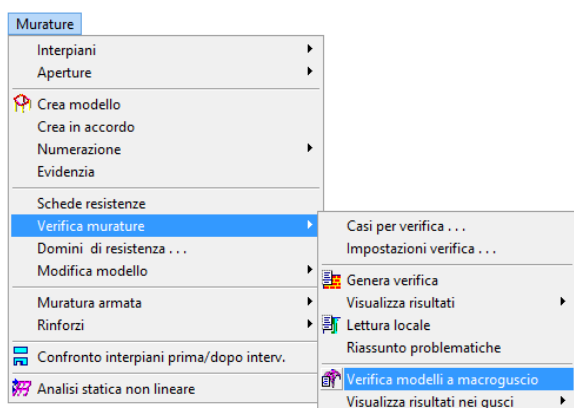 Murature
Interpiani
Aperture
Crea modello
Crea in accordo
Numerazione
Evidenzia
Schede resistenze
Verifica murature
Domini di resistenza . . .
Modifica modello
Muratura armata
Rinforzi
Confronto interpiani prima/dopo interv.
Analisi statica non lineare
Casi per verifica . . .
Impostazioni verifica . . .
Genera verifica
Visualizza risultati
Lettura locale
Riassunto problematiche
Verifica modelli a macroguscio
Visualizza risultati nei gusci